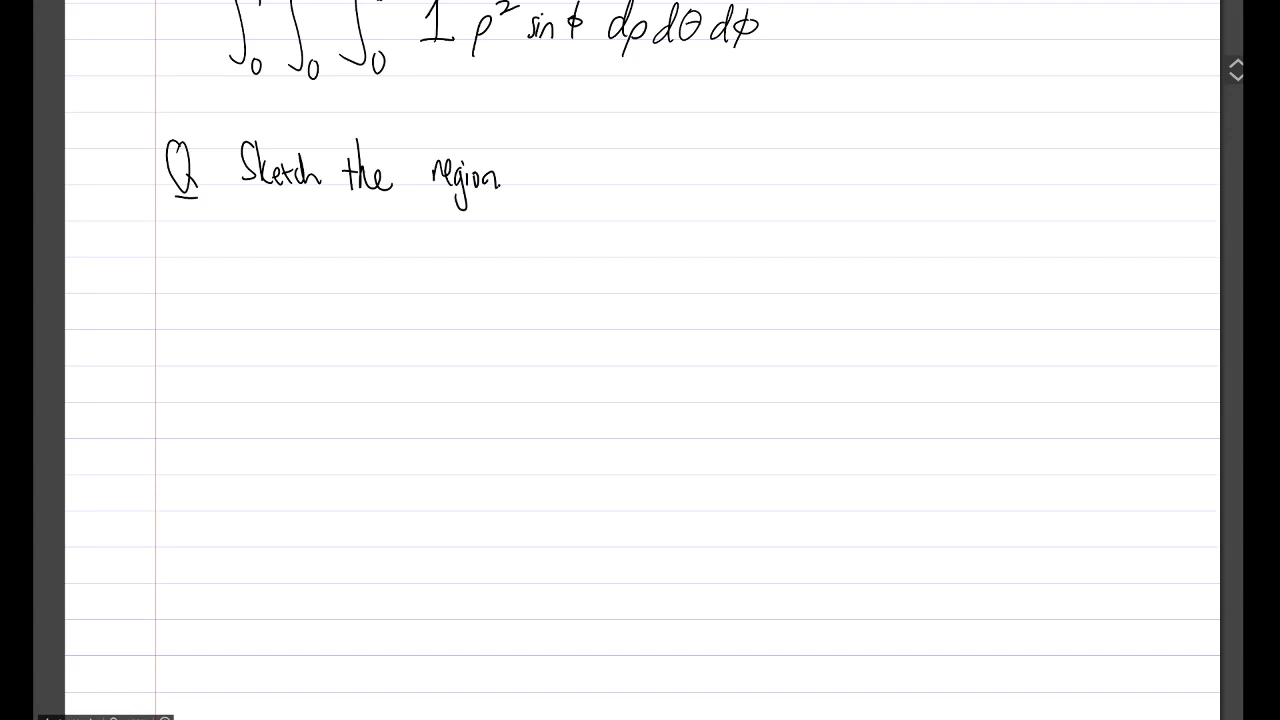 ∫₀ ∫₀ ∫₀ 1 ρ² sin φ dρ dθ dφ
Q Sketch the region